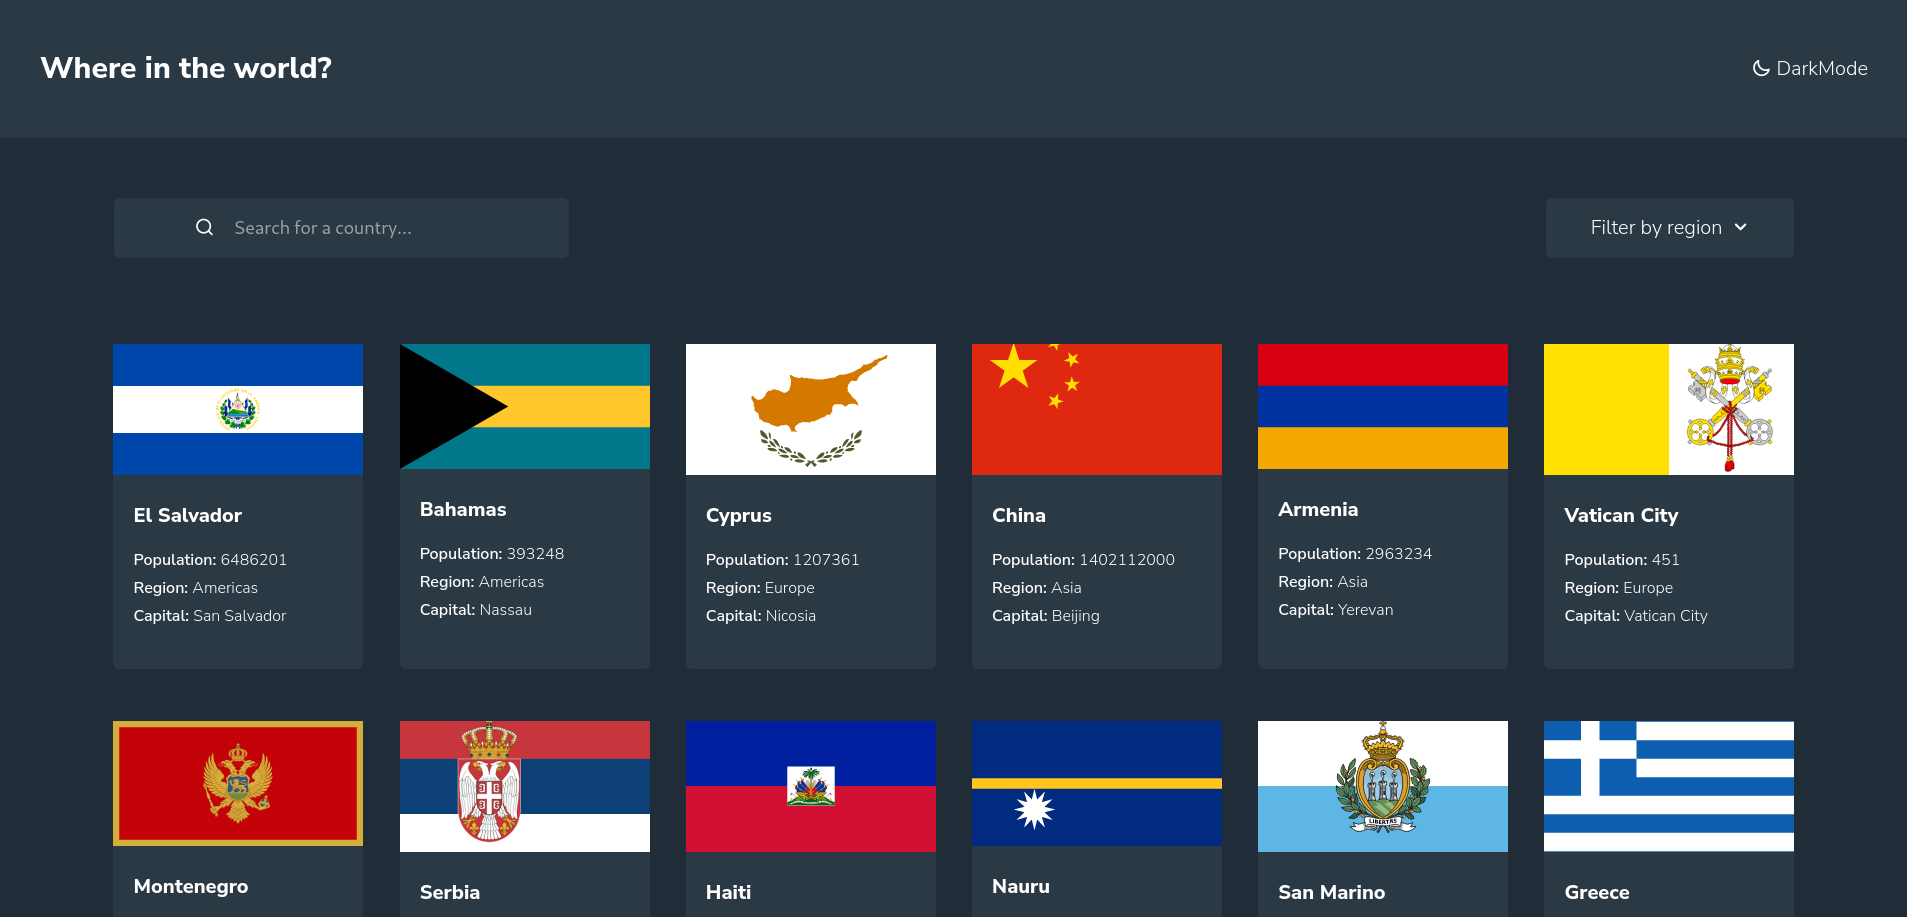 Where in the world?
DarkMode
Search for a country...
Filter by region
El Salvador
Population: 6486201
Region: Americas
Capital: San Salvador
Bahamas
Population: 393248
Region: Americas
Capital: Nassau
Cyprus
Population: 1207361
Region: Europe
Capital: Nicosia
China
Population: 1402112000
Region: Asia
Capital: Beijing
Armenia
Population: 2963234
Region: Asia
Capital: Yerevan
Vatican City
Population: 451
Region: Europe
Capital: Vatican City
Montenegro
Serbia
Haiti
Nauru
LIBERTAS
San Marino
Greece